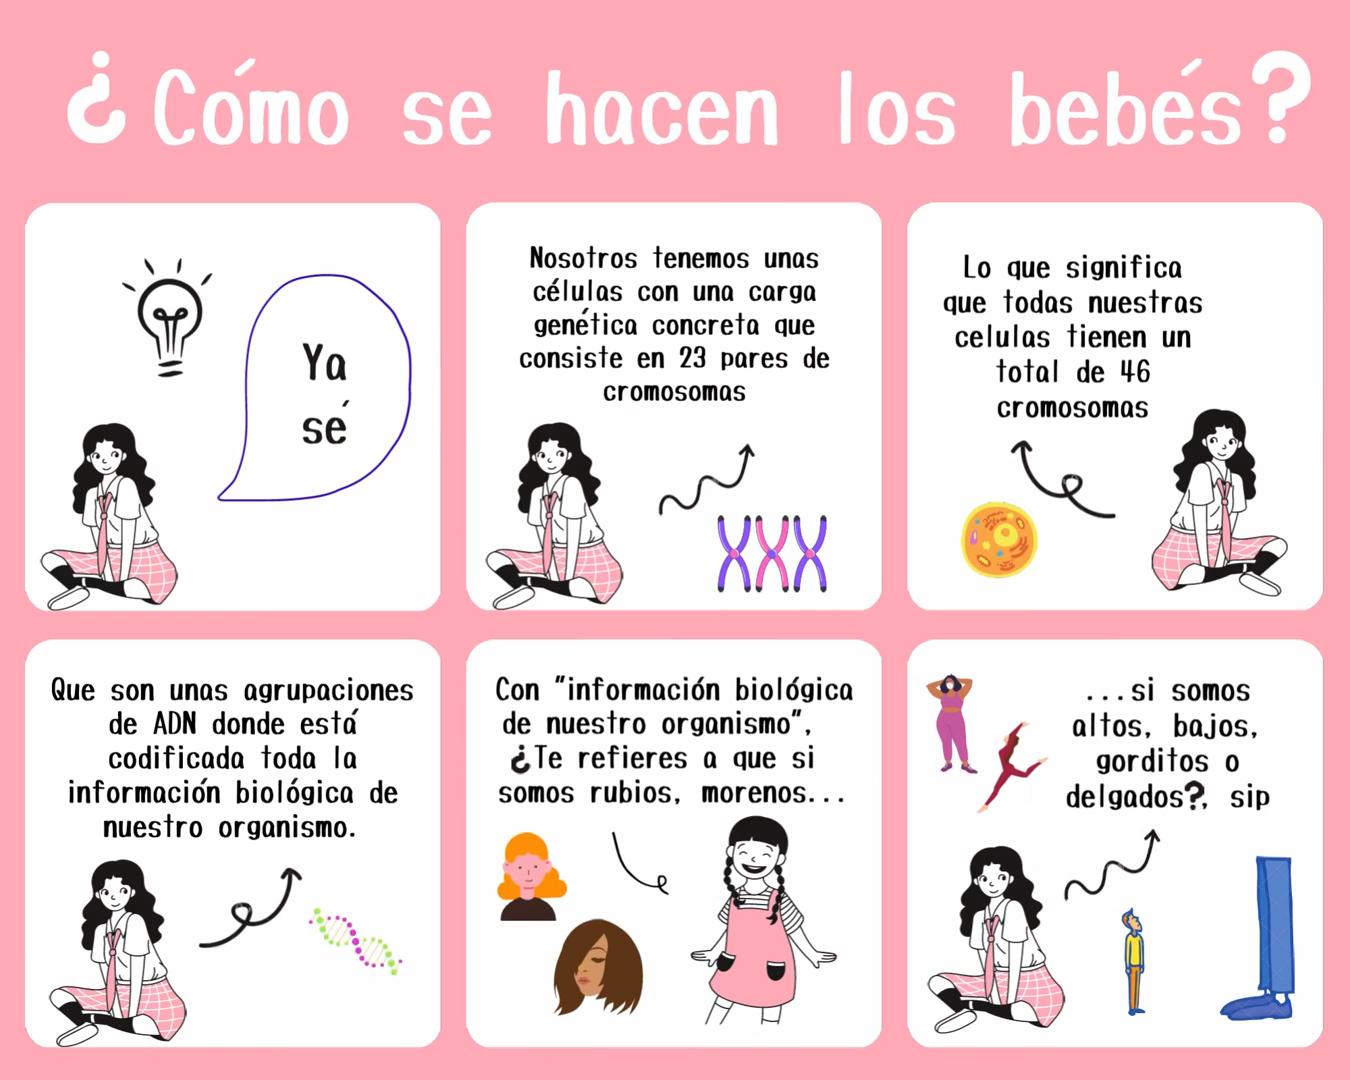 ¿Cómo se hacen los bebés?
Ya
sé
Nosotros tenemos unas
células con una carga
genética concreta que
consiste en 23 pares de
cromosomas
Lo que significa
que todas nuestras
celulas tienen un
total de 46
cromosomas
Que son unas agrupaciones
de ADN donde está
codificada toda la
información biológica de
nuestro organismo.
Con "información biológica
de nuestro organismo",
¿Te refieres a que si
somos rubios, morenos...
...si somos
altos, bajos,
gorditos o
delgados?, sip